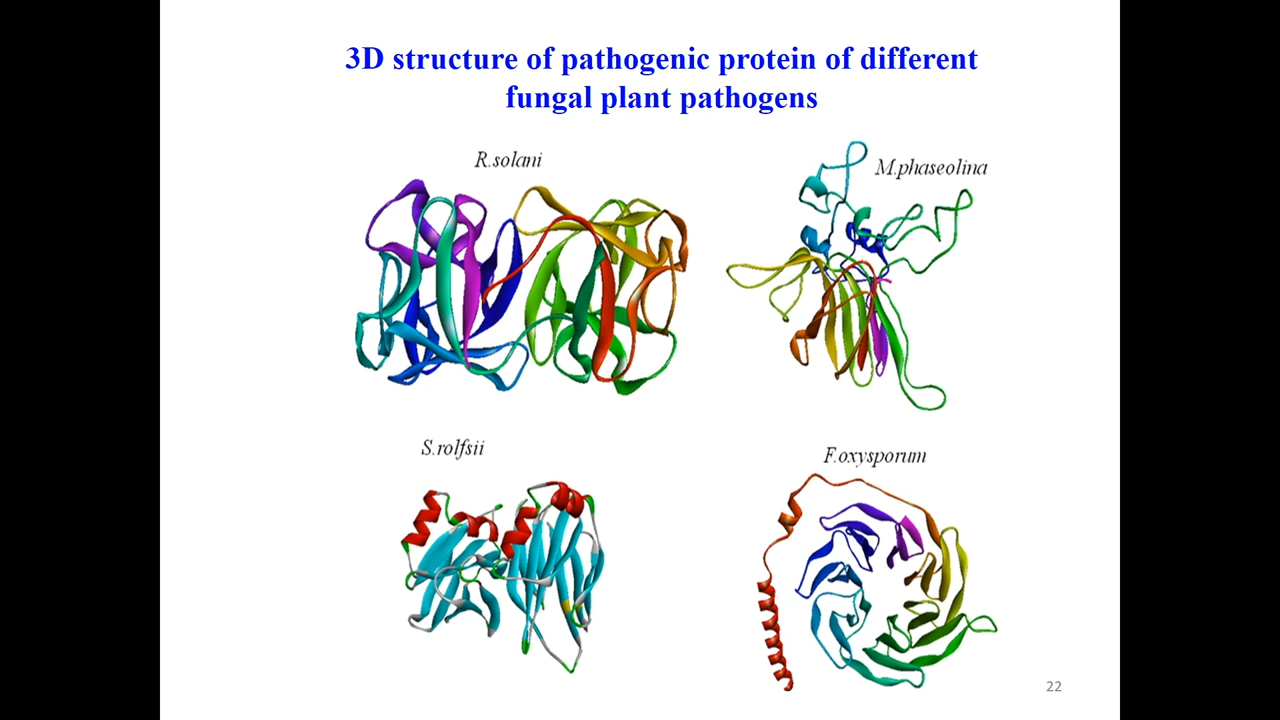 3D structure of pathogenic protein of different
fungal plant pathogens
R.solani
M.phaseolina
S.rolfsii
F.oxysporum
22